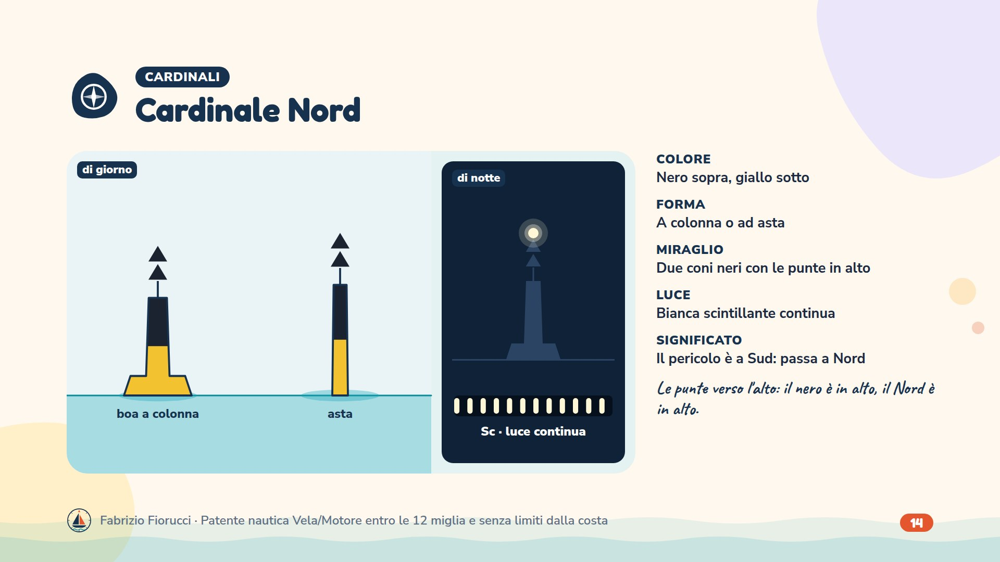 CARDINALI
Cardinale Nord
di giorno
boa a colonna
asta
di notte
Sc · luce continua
COLORE
Nero sopra, giallo sotto
FORMA
A colonna o ad asta
MIRAGLIO
Due coni neri con le punte in alto
LUCE
Bianca scintillante continua
SIGNIFICATO
Il pericolo è a Sud: passa a Nord
Le punte verso l'alto: il nero è in alto, il Nord è
in alto.
Fabrizio Fiorucci · Patente nautica Vela/Motore entro le 12 miglia e senza limiti dalla costa
14